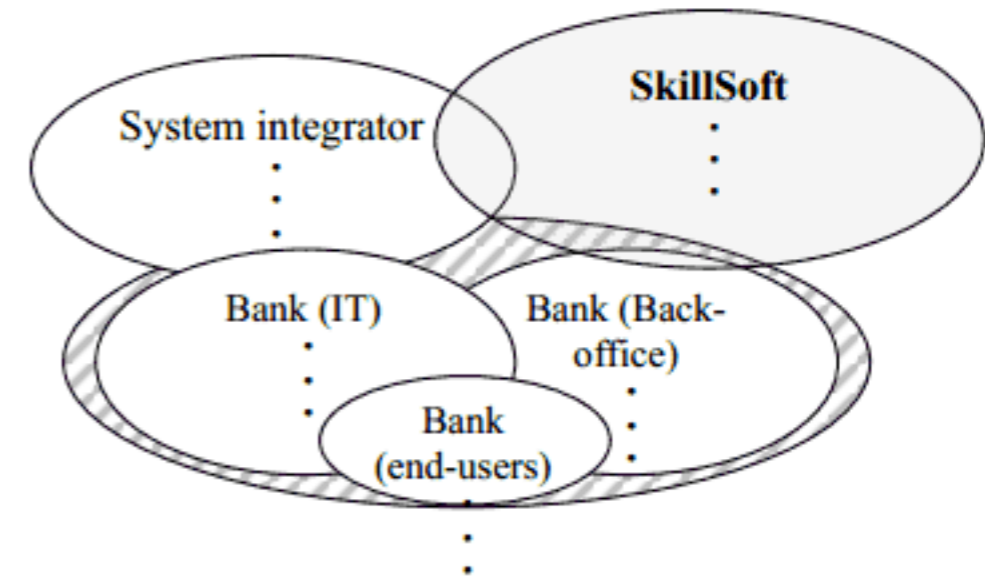 SkillSoft
System integrator
Bank (IT)
Bank (Back-
office)
Bank
(end-users)